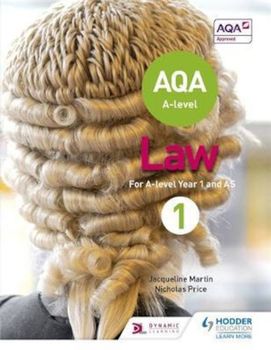 AQA
Approved
AQA
A-level
Law
For A-level Year 1 and AS
1
Jacqueline Martin
Nicholas Price
DYNAMIC
LEARNING
HODDER
EDUCATION
LEARN MORE